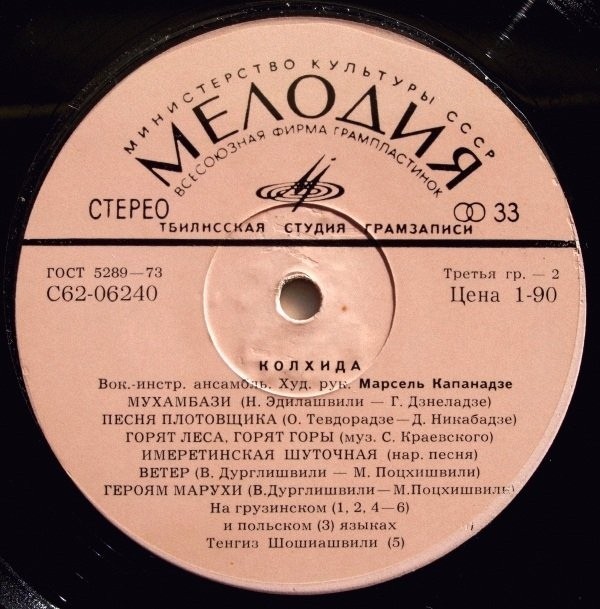 МИНИСТЕРСТВО КУЛЬТУРЫ СССР
МЕЛОДИЯ
ВСЕСОЮЗНАЯ ФИРМА ГРАМПЛАСТИНОК
СТЕРЕО
33
ТБИЛИССКАЯ СТУДИЯ ГРАМЗАПИСИ
ГОСТ 5289—73
Третья гр. — 2
С62-06240
Цена 1-90
КОЛХИДА
Вок.-инстр. ансамбль. Худ. рук. Марсель Капанадзе
МУХАМБАЗИ (Н. Эдилашвили — Г. Дзнеладзе)
ПЕСНЯ ПЛОТОВЩИКА (О. Тевдорадзе—Д. Никабадзе)
ГОРЯТ ЛЕСА, ГОРЯТ ГОРЫ (муз. С. Краевского)
ИМЕРЕТИНСКАЯ ШУТОЧНАЯ (нар. песня)
ВЕТЕР (В. Дурглишвили — М. Поцхишвили)
ГЕРОЯМ МАРУХИ (В.Дурглишвили—М.Поцхишвили)
На грузинском (1, 2, 4—6)
и польском (3) языках
Тенгиз Шошиашвили (5)